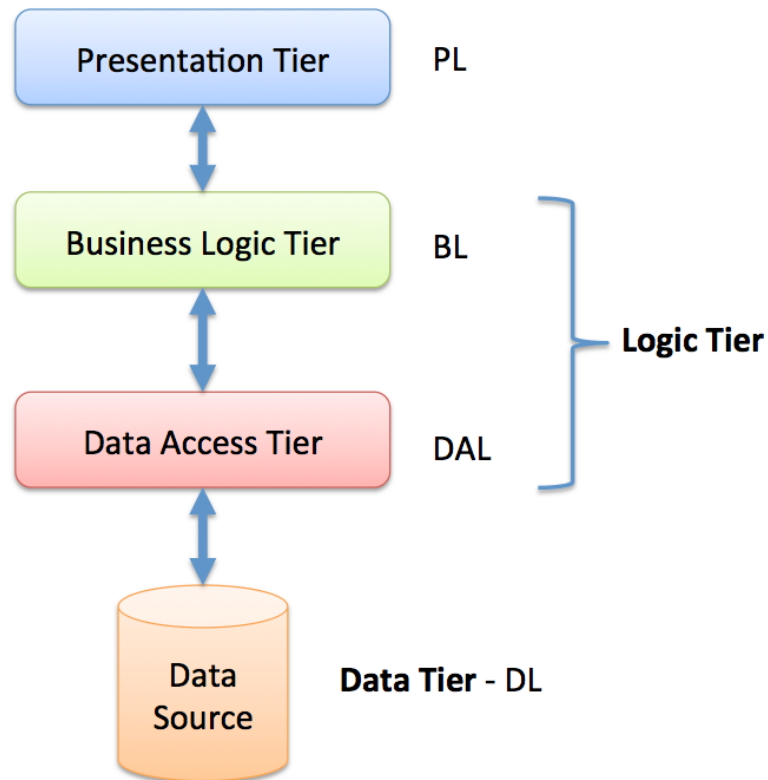 Presentation Tier
PL
Business Logic Tier
BL
Logic Tier
Data Access Tier
DAL
Data
Source
Data Tier - DL